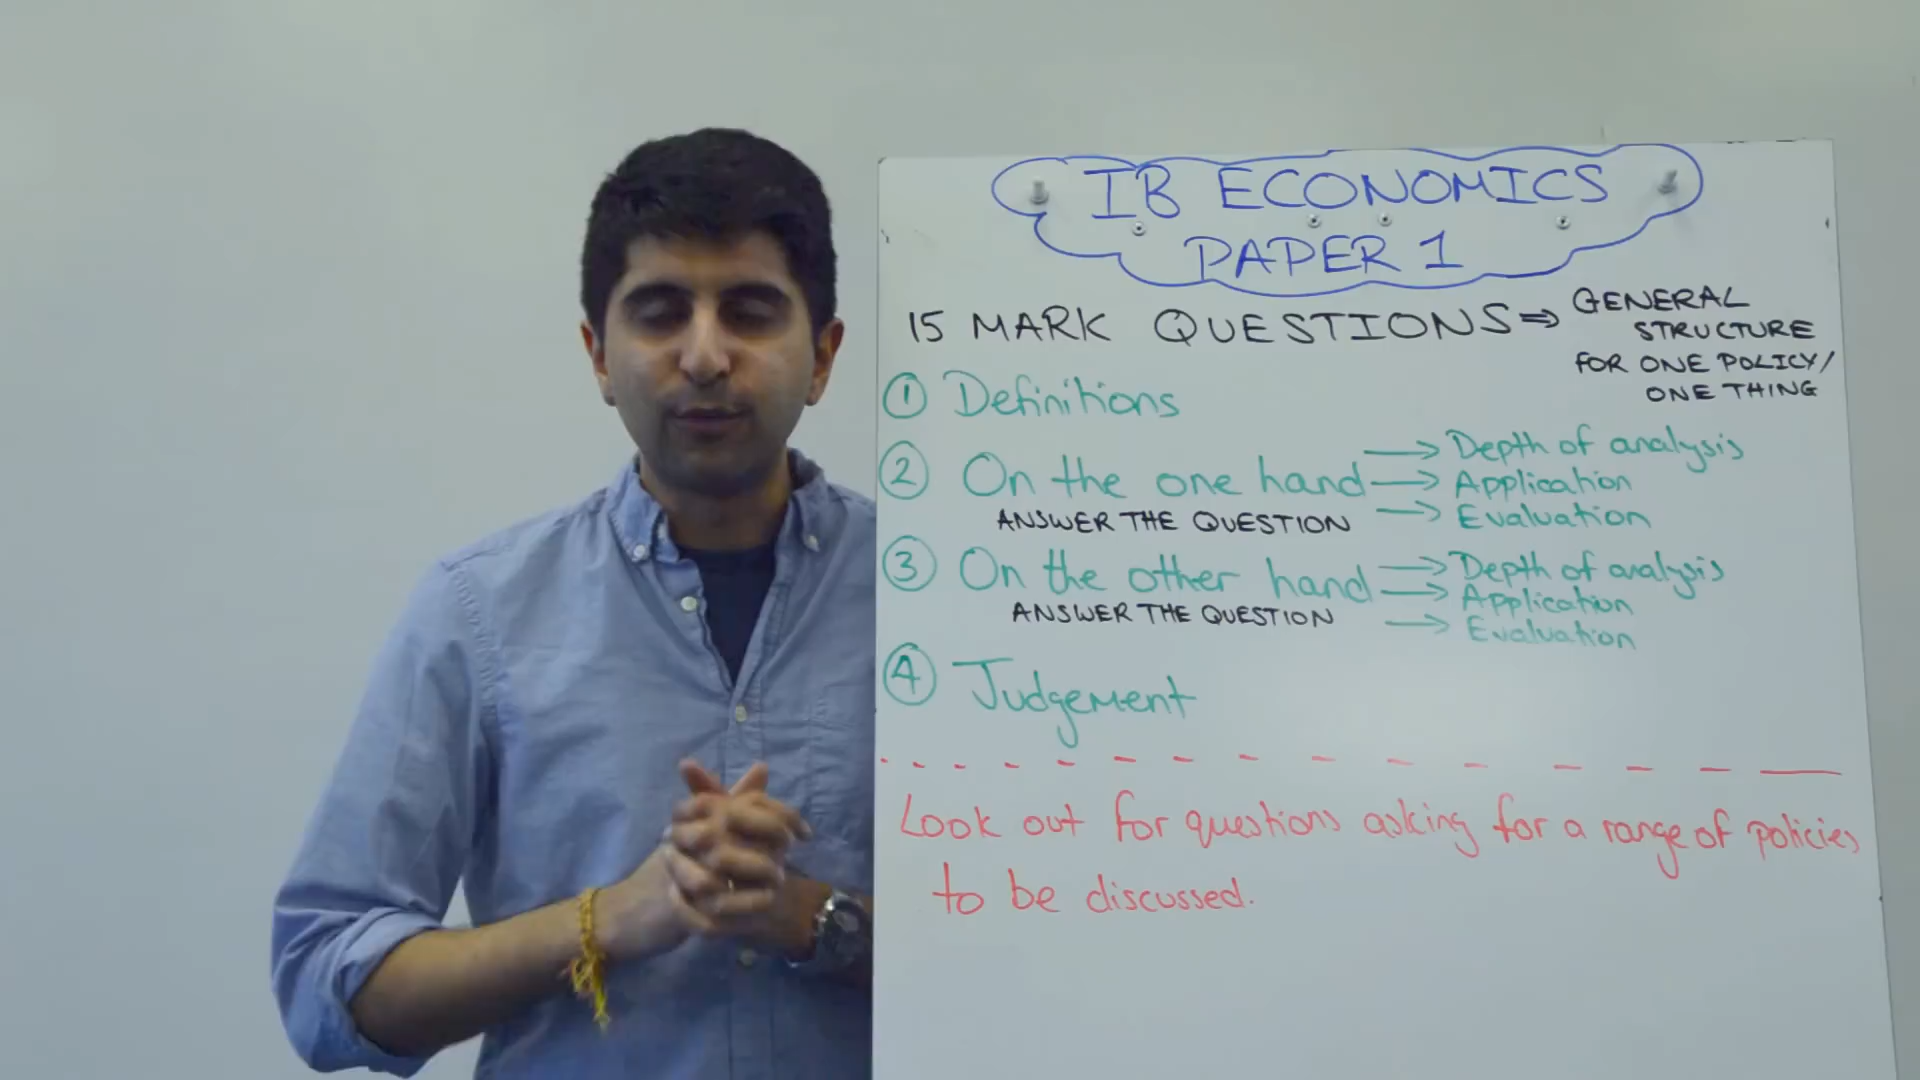 IB ECONOMICS
PAPER 1
15 MARK QUESTIONS ⇒ GENERAL
STRUCTURE
FOR ONE POLICY/
ONE THING
① Definitions
② On the one hand → Depth of analysis
→ Application
→ Evaluation
ANSWER THE QUESTION
③ On the other hand → Depth of analysis
→ Application
→ Evaluation
ANSWER THE QUESTION
④ Judgement
Look out for questions asking for a range of policies
to be discussed.